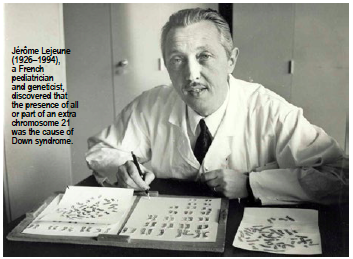 Jérôme Lejeune
(1926–1994),
a French
pediatrician
and geneticist,
discovered that
the presence of all
or part of an extra
chromosome 21
was the cause of
Down syndrome.